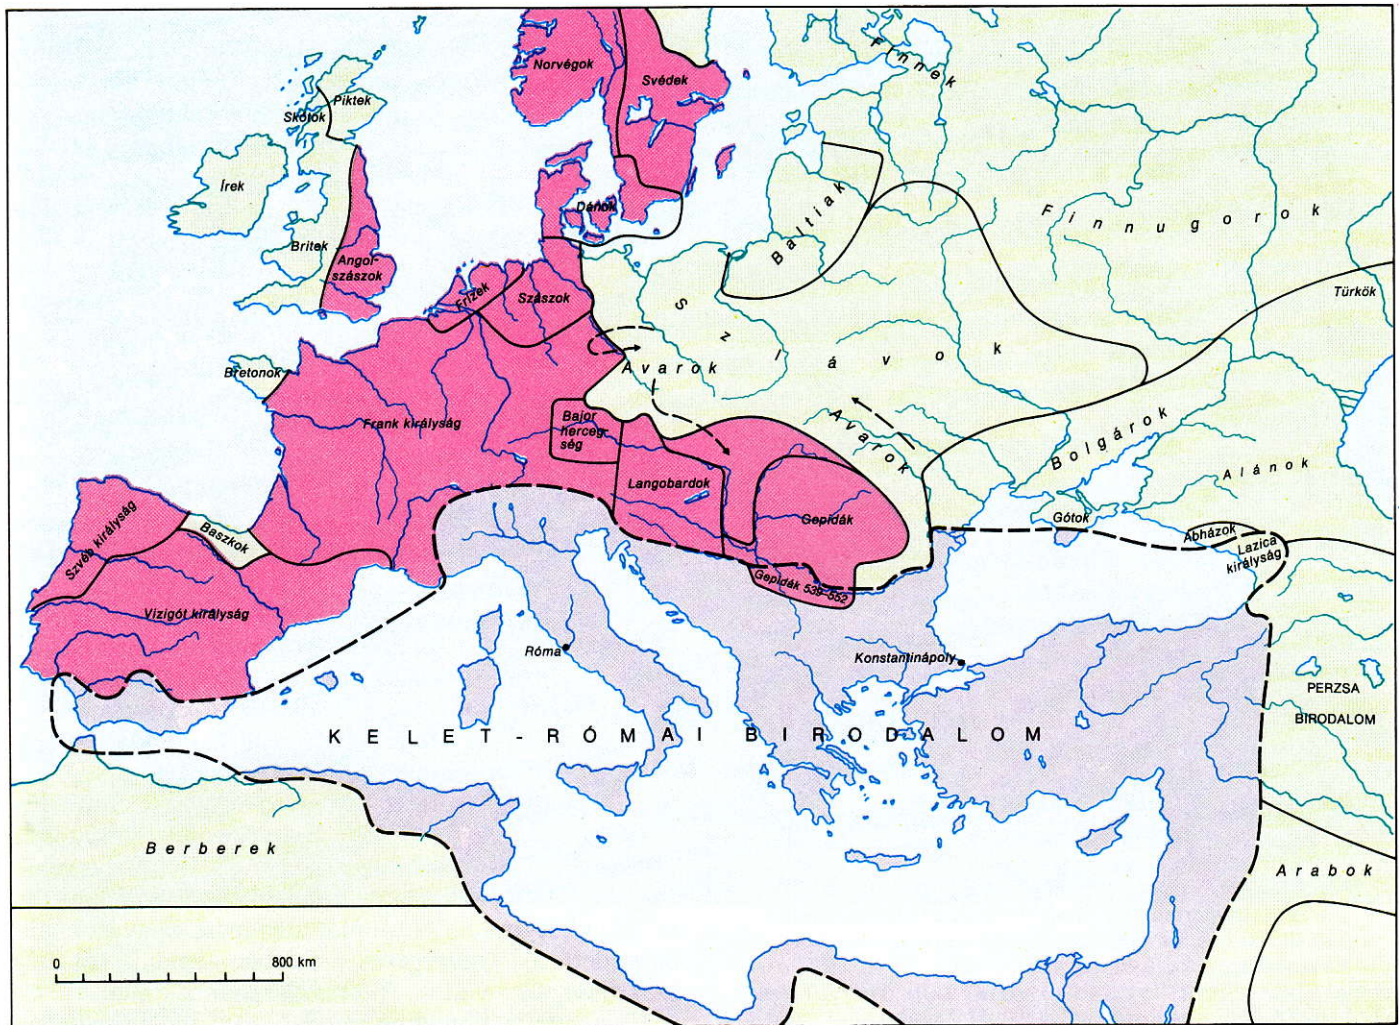 Finnek
Norvégok
Svédek
Piktek
Skótok
Írek
Dánok
Baltiak
Finnugorok
Britek
Angol-
szászok
Frízek
Szászok
Szlávok
Türkök
Bretonok
Avarok
Frank királyság
Bajor
herceg-
ség
Avarok
Bolgárok
Langobardok
Alánok
Gepidák
Gótok
Abházok
Lazica
királyság
Szvéb királyság
Baszkok
Gepidák 539-552
Vizigót királyság
Róma
Konstantinápoly
PERZSA
BIRODALOM
KELET-RÓMAI BIRODALOM
Berberek
Arabok
0 800 km